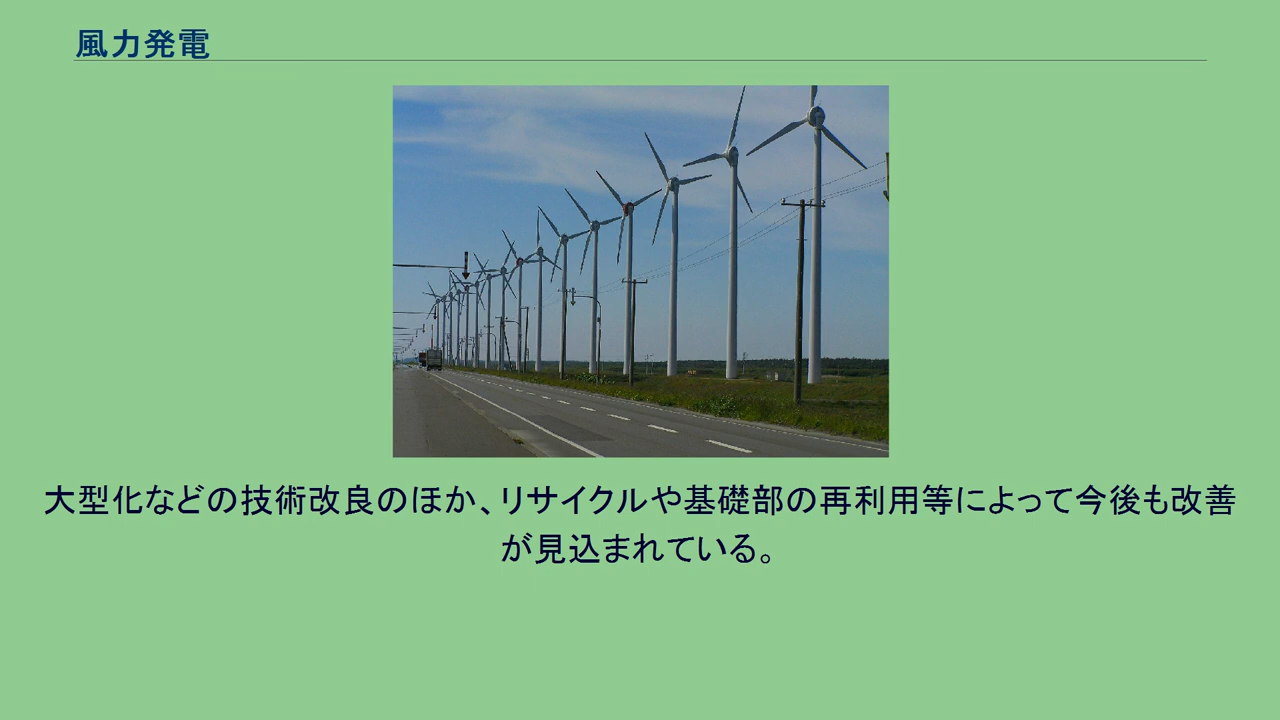 風力発電
大型化などの技術改良のほか、リサイクルや基礎部の再利用等によって今後も改善
が見込まれている。